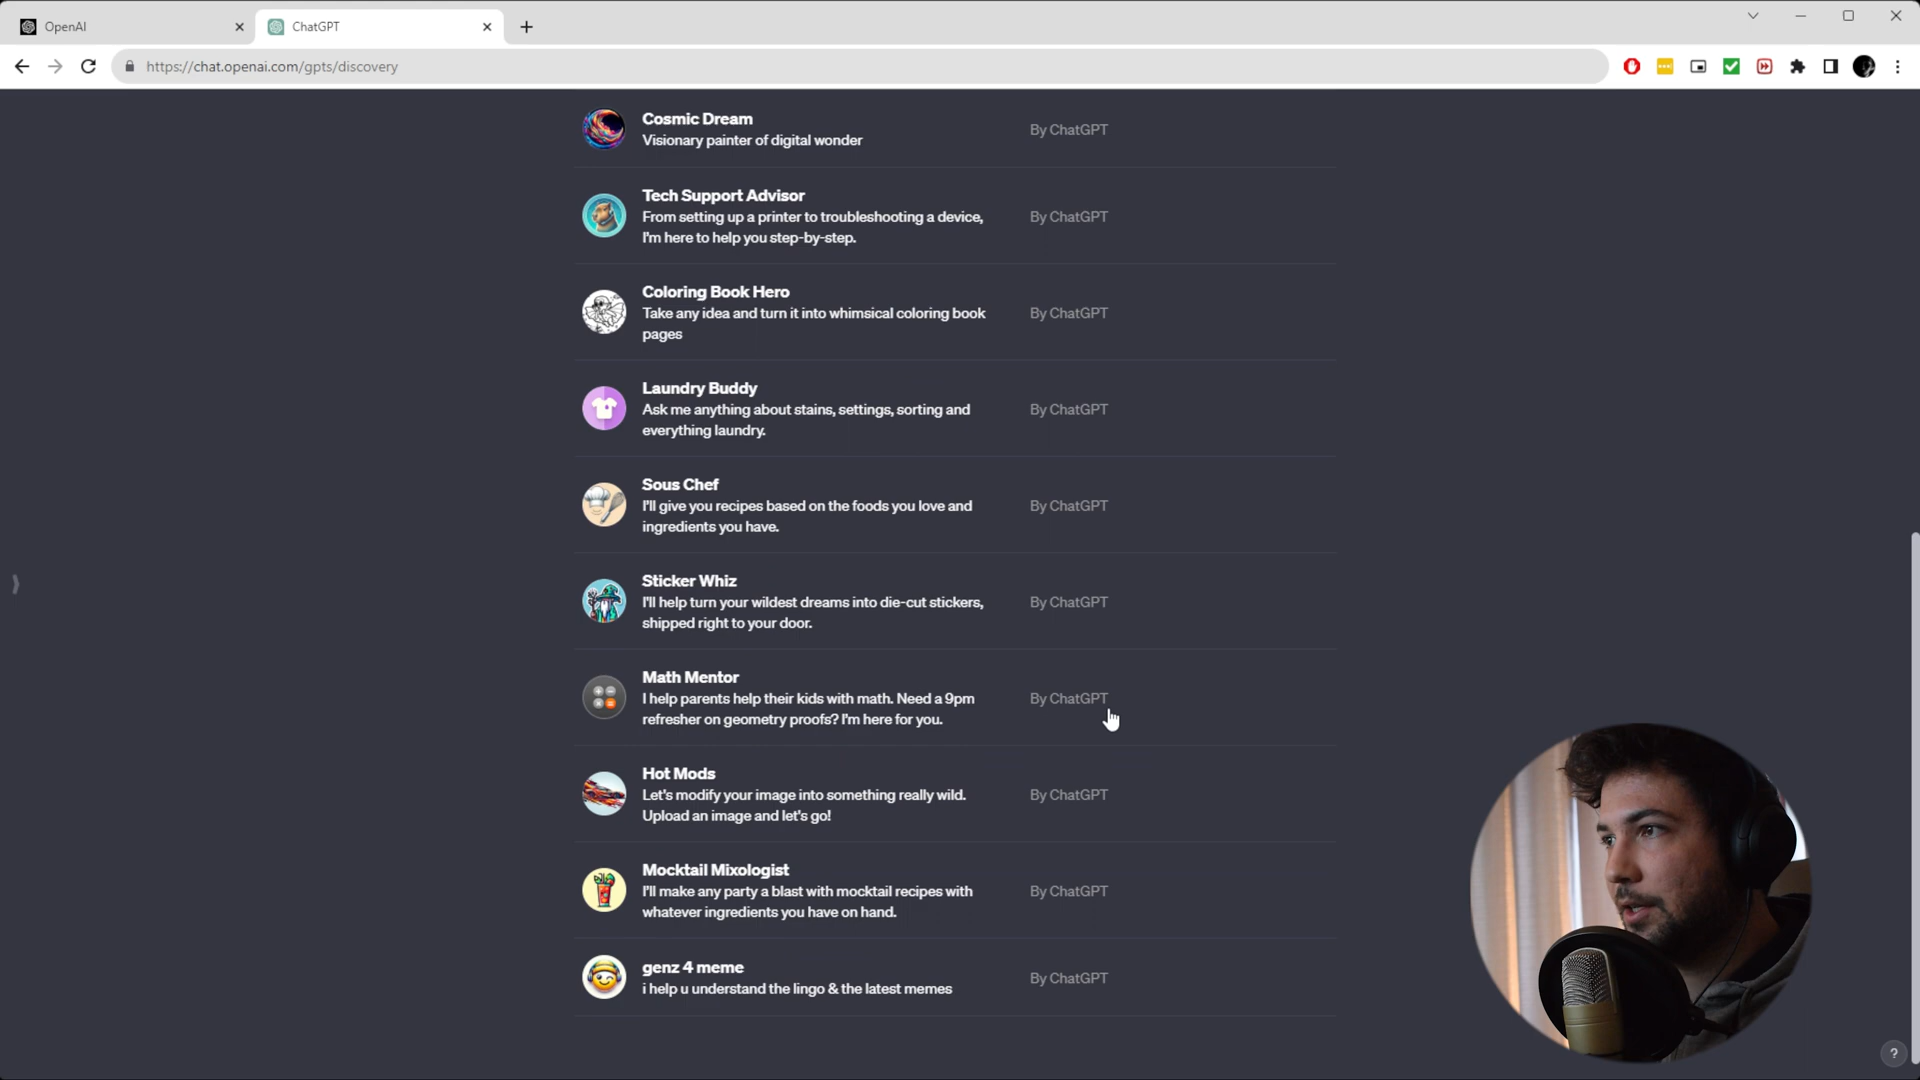 OpenAI
ChatGPT
https://chat.openai.com/gpts/discovery
Cosmic Dream
Visionary painter of digital wonder
By ChatGPT
Tech Support Advisor
From setting up a printer to troubleshooting a device,
I'm here to help you step-by-step.
By ChatGPT
Coloring Book Hero
Take any idea and turn it into whimsical coloring book
pages
By ChatGPT
Laundry Buddy
Ask me anything about stains, settings, sorting and
everything laundry.
By ChatGPT
Sous Chef
I'll give you recipes based on the foods you love and
ingredients you have.
By ChatGPT
Sticker Whiz
I'll help turn your wildest dreams into die-cut stickers,
shipped right to your door.
By ChatGPT
Math Mentor
I help parents help their kids with math. Need a 9pm
refresher on geometry proofs? I'm here for you.
By ChatGPT
Hot Mods
Let's modify your image into something really wild.
Upload an image and let's go!
By ChatGPT
Mocktail Mixologist
I'll make any party a blast with mocktail recipes with
whatever ingredients you have on hand.
By ChatGPT
genz 4 meme
i help u understand the lingo & the latest memes
By ChatGPT
?